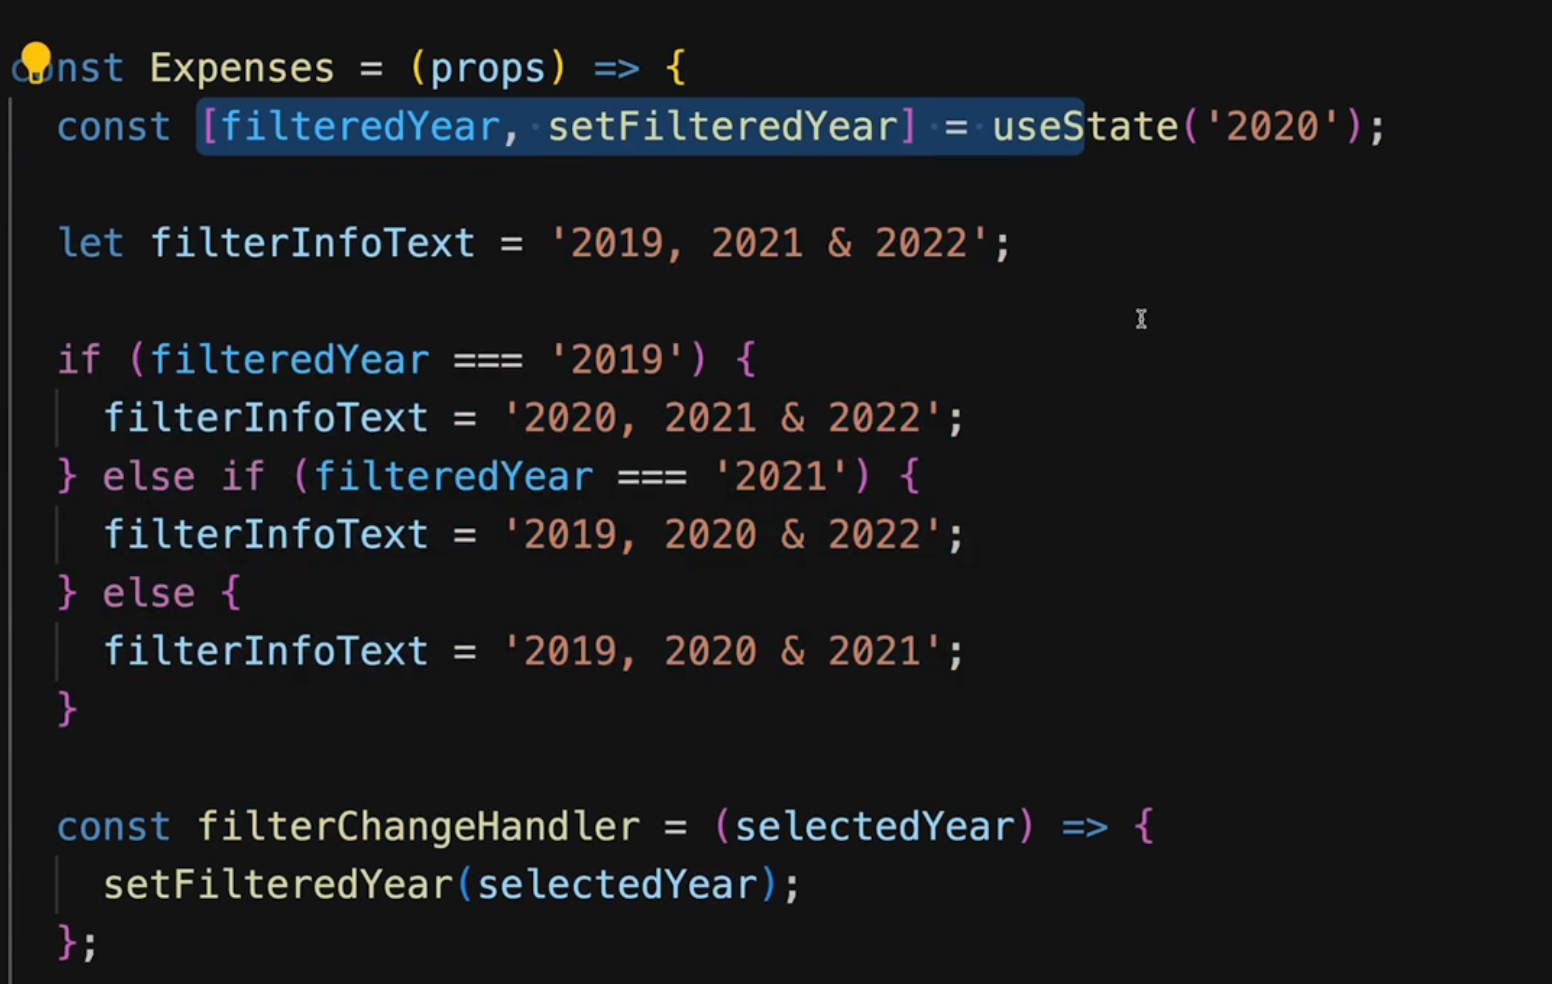 const Expenses = (props) => {
const [filteredYear, setFilteredYear] = useState('2020');
let filterInfoText = '2019, 2021 & 2022';
if (filteredYear === '2019') {
filterInfoText = '2020, 2021 & 2022';
} else if (filteredYear === '2021') {
filterInfoText = '2019, 2020 & 2022';
} else {
filterInfoText = '2019, 2020 & 2021';
}
const filterChangeHandler = (selectedYear) => {
setFilteredYear(selectedYear);
};